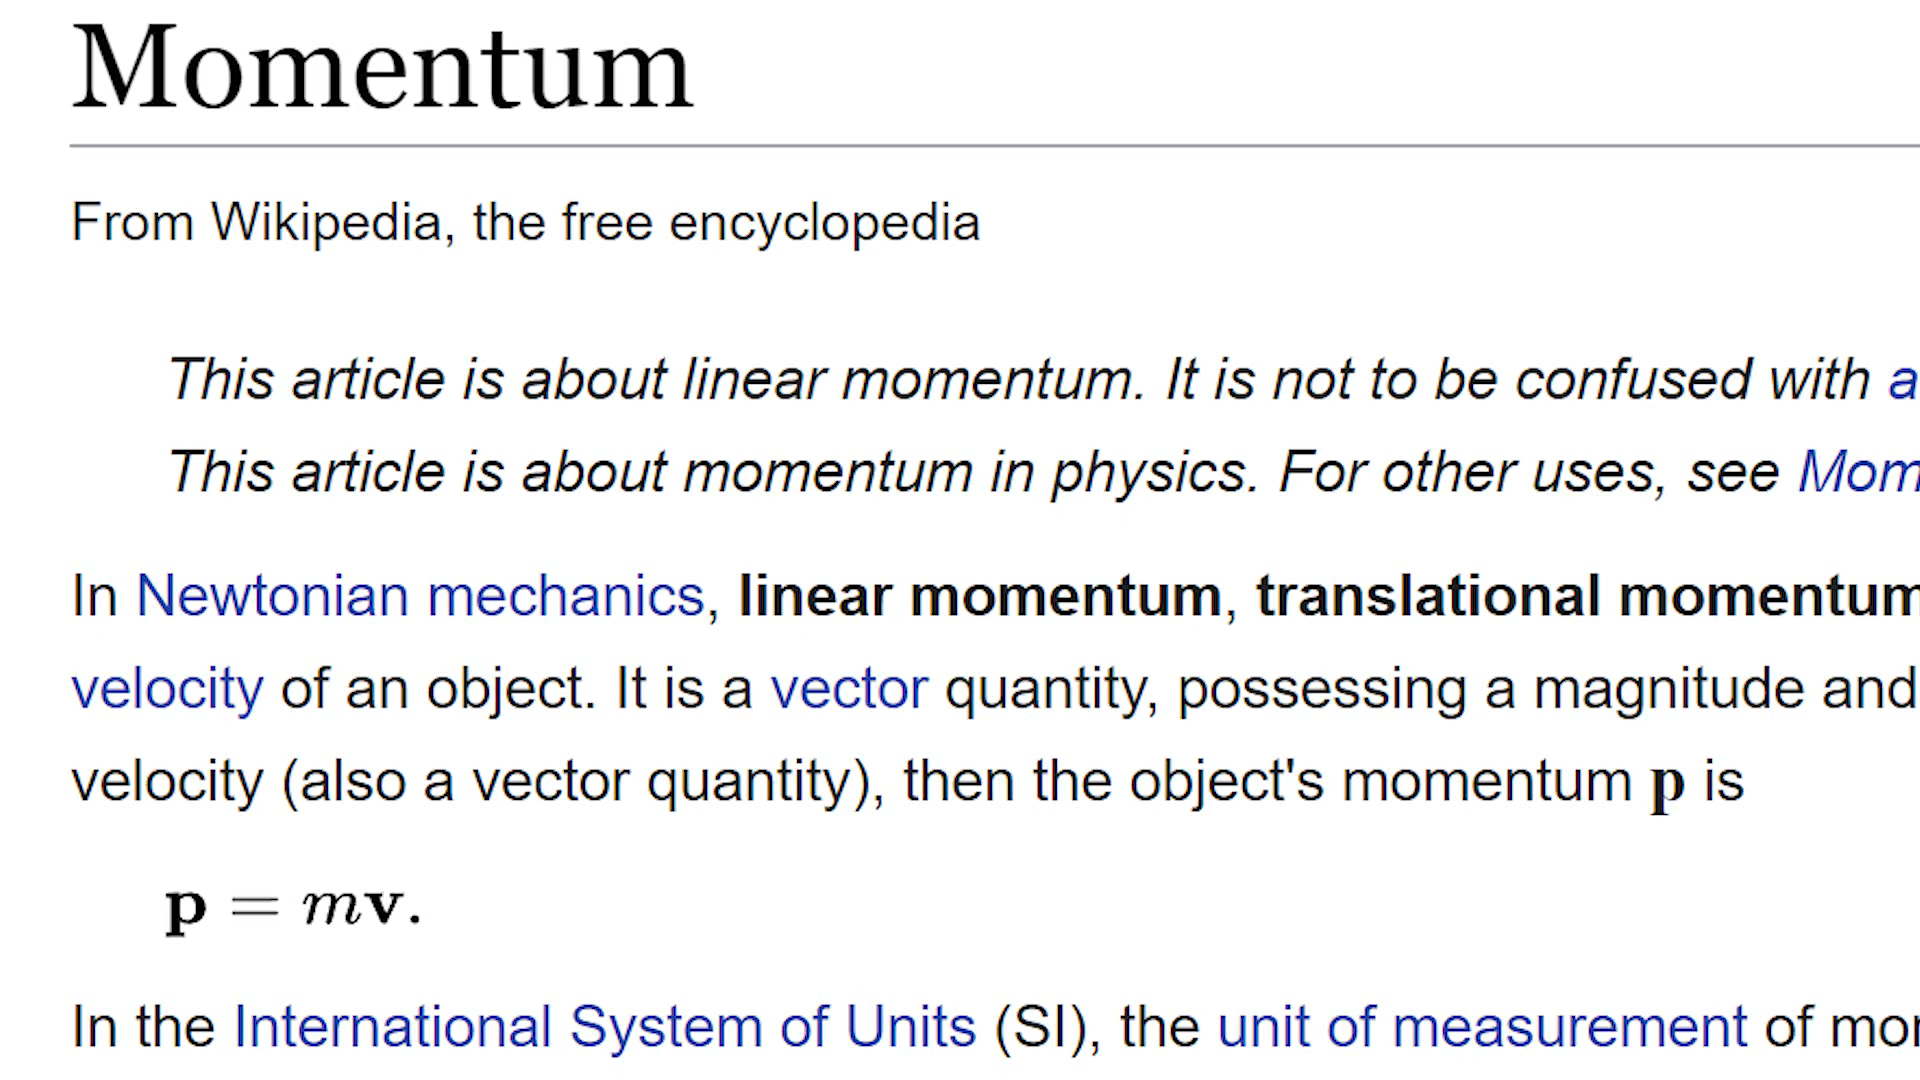 Momentum
From Wikipedia, the free encyclopedia
This article is about linear momentum. It is not to be confused with
This article is about momentum in physics. For other uses, see
In Newtonian mechanics, linear momentum, translational momentum
velocity of an object. It is a vector quantity, possessing a magnitude and
velocity (also a vector quantity), then the object's momentum p is
p = mv.
In the International System of Units (SI), the unit of measurement of